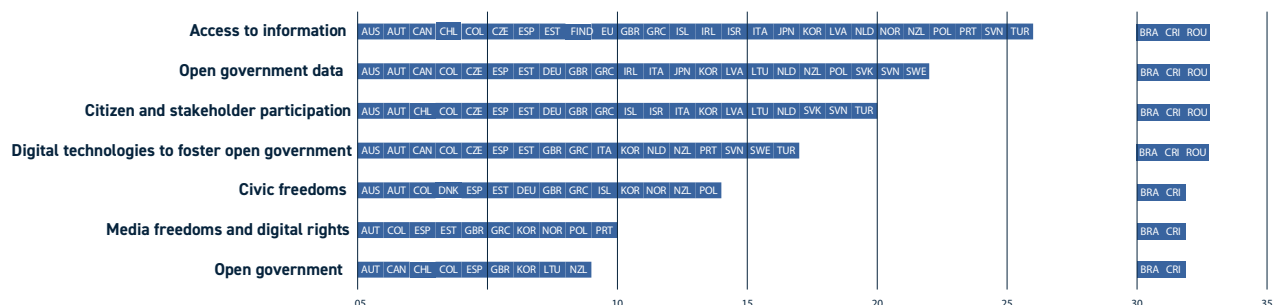 Access to information AUS AUT CAN CHL COL CZE ESP EST FIND EU GBR GRC ISL IRL ISR ITA JPN KOR LVA NLD NOR NZL POL PRT SVN TUR BRA CRI ROU
Open government data AUS AUT CAN COL CZE ESP EST DEU GBR GRC IRL ITA JPN KOR LVA LTU NLD NZL POL SVK SVN SWE BRA CRI ROU
Citizen and stakeholder participation AUS AUT CHL COL CZE ESP EST DEU GBR GRC ISL ISR ITA KOR LVA LTU NLD SVK SVN TUR BRA CRI ROU
Digital technologies to foster open government AUS AUT CAN COL CZE ESP EST GBR GRC ITA KOR NLD NZL PRT SVN SWE TUR BRA CRI ROU
Civic freedoms AUS AUT COL DNK ESP EST DEU GBR GRC ISL KOR NOR NZL POL BRA CRI
Media freedoms and digital rights AUT COL ESP EST GBR GRC KOR NOR POL PRT BRA CRI
Open government AUT CAN CHL COL ESP GBR KOR LTU NZL BRA CRI
05 10 15 20 25 30 35